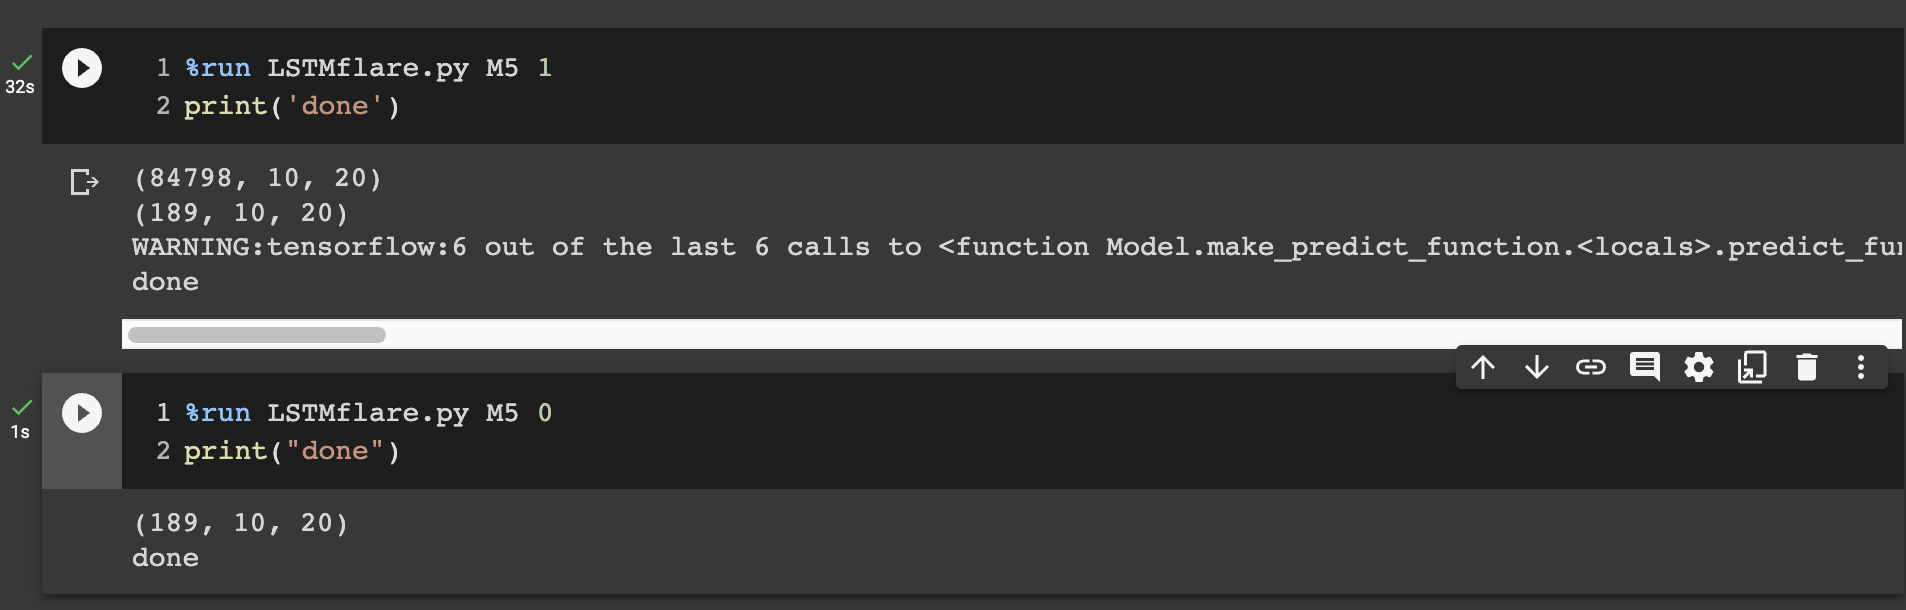 32s
1 %run LSTMflare.py M5 1
2 print('done')
(84798, 10, 20)
(189, 10, 20)
WARNING:tensorflow:6 out of the last 6 calls to <function Model.make_predict_function.<locals>.predict_fu
done
1s
1 %run LSTMflare.py M5 0
2 print("done")
(189, 10, 20)
done